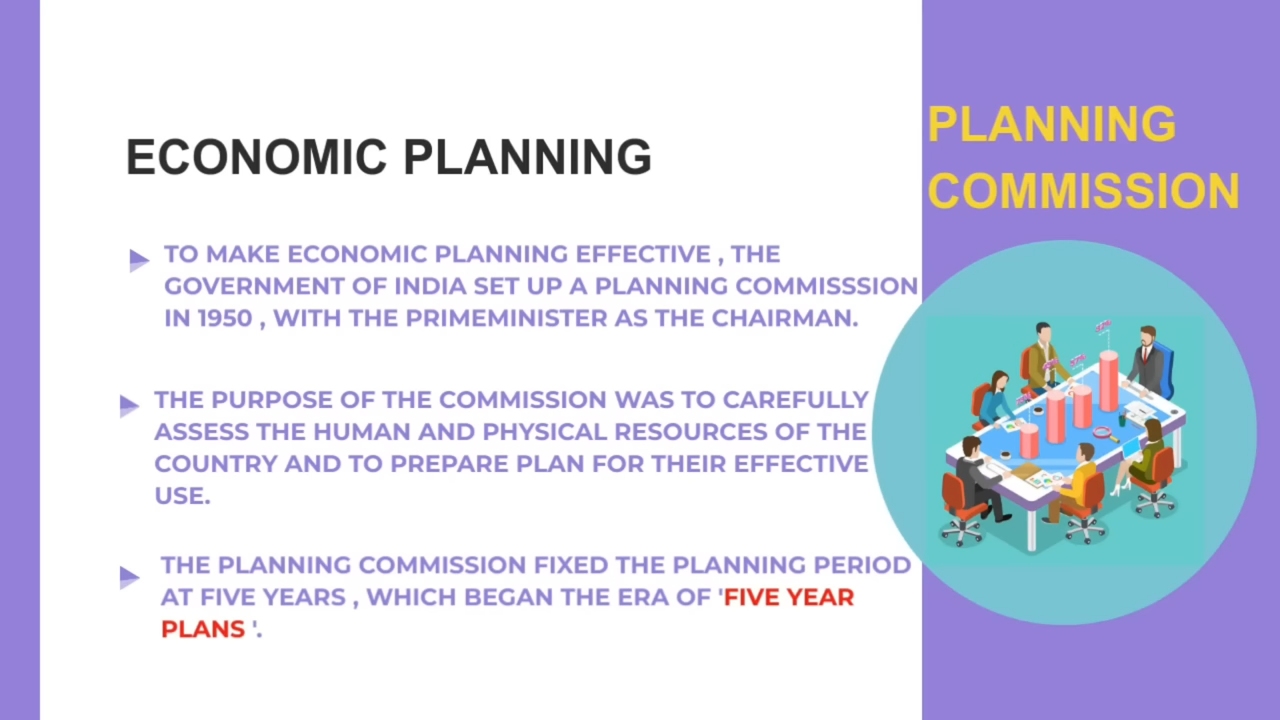 ECONOMIC PLANNING
TO MAKE ECONOMIC PLANNING EFFECTIVE , THE
GOVERNMENT OF INDIA SET UP A PLANNING COMMISSSION
IN 1950 , WITH THE PRIMEMINISTER AS THE CHAIRMAN.
THE PURPOSE OF THE COMMISSION WAS TO CAREFULLY
ASSESS THE HUMAN AND PHYSICAL RESOURCES OF THE
COUNTRY AND TO PREPARE PLAN FOR THEIR EFFECTIVE
USE.
THE PLANNING COMMISSION FIXED THE PLANNING PERIOD
AT FIVE YEARS , WHICH BEGAN THE ERA OF 'FIVE YEAR
PLANS '.
PLANNING
COMMISSION